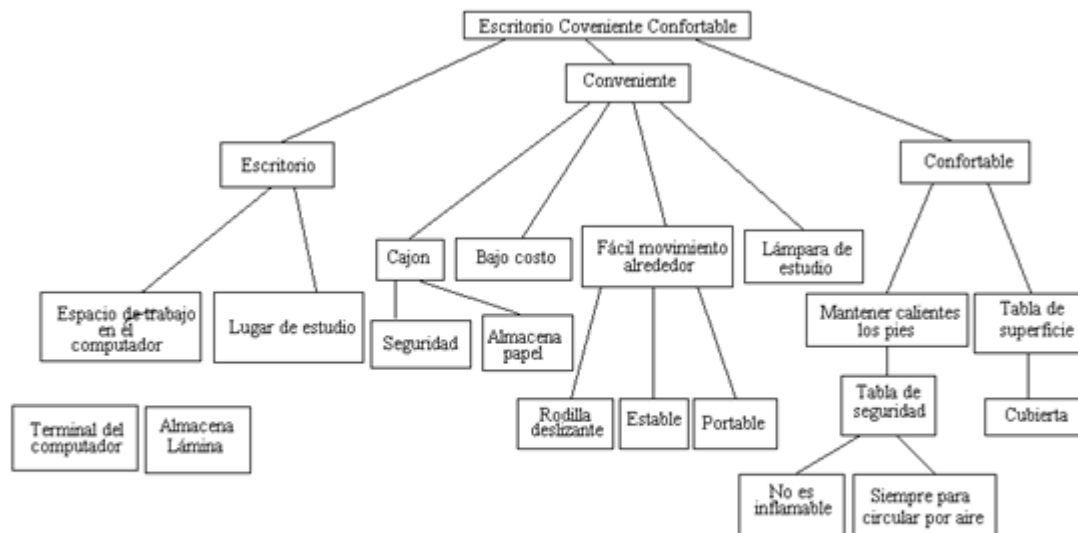 Escritorio Coveniente Confortable
Conveniente
Escritorio
Confortable
Cajon
Bajo costo
Fácil movimiento
alrededor
Lámpara de
estudio
Espacio de trabajo
en el
computador
Lugar de estudio
Seguridad
Almacena
papel
Mantener calientes
los pies
Tabla de
superficie
Terminal del
computador
Almacena
Lámina
Rodilla
deslizante
Estable
Portable
Tabla de
seguridad
Cubierta
No es
inflamable
Siempre para
circular por aire